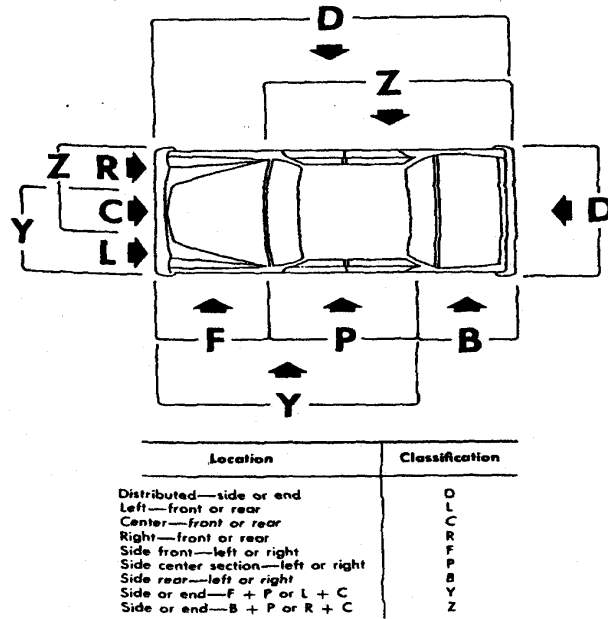 D
Z
Z R
C D
Y
L
F P B
Y
Location Classification
Distributed—side or end D
Left—front or rear L
Center—front or rear C
Right—front or rear R
Side front—left or right F
Side center section—left or right P
Side rear—left or right B
Side or end—F + P or L + C Y
Side or end—B + P or R + C Z